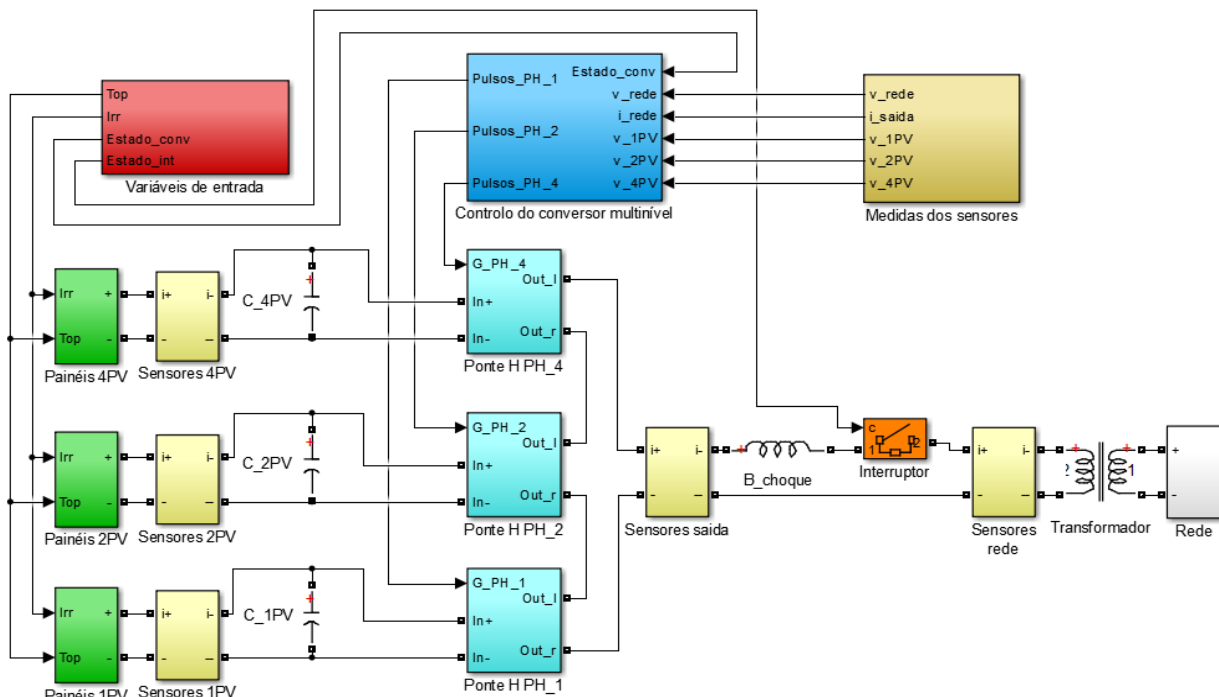 Top
Irr
Estado_conv
Estado_int
Variáveis de entrada
Pulsos_PH_1
Pulsos_PH_2
Pulsos_PH_4
Estado_conv
v_rede
i_rede
v_1PV
v_2PV
v_4PV
Controlo do conversor multinível
v_rede
i_saida
v_1PV
v_2PV
v_4PV
Medidas dos sensores
Irr +
Top -
Painéis 4PV
i+ i-
- -
Sensores 4PV
+
C_4PV
G_PH_4
In+
In-
Out_l
Out_r
Ponte H PH_4
Irr +
Top -
Painéis 2PV
i+ i-
- -
Sensores 2PV
+
C_2PV
G_PH_2
In+
In-
Out_l
Out_r
Ponte H PH_2
Irr +
Top -
Painéis 1PV
i+ i-
- -
Sensores 1PV
+
C_1PV
G_PH_1
In+
In-
Out_l
Out_r
Ponte H PH_1
i+ i-
- -
Sensores saida
+
B_choque
c
1 2
Interruptor
i+ i-
- -
Sensores
rede
+ +
2 1
Transformador
+
-
Rede